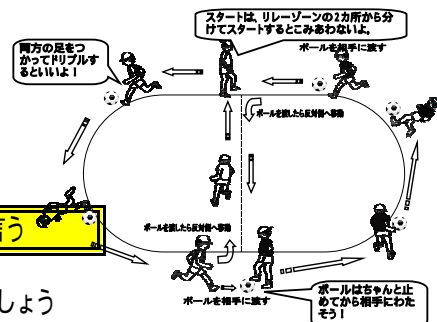 スタートは、リレーゾーンの2カ所から分
けてスタートするとこみあわないよ。
両方の足をつ
かってドリブルす
るといいよ！
ボールを相手に渡す
ボールを渡したら反対側へ移動
ボールを渡したら反対側へ移動
言う
ボールを相手に渡す
しょう
ボールはちゃんと止
めてから相手にわた
そう！